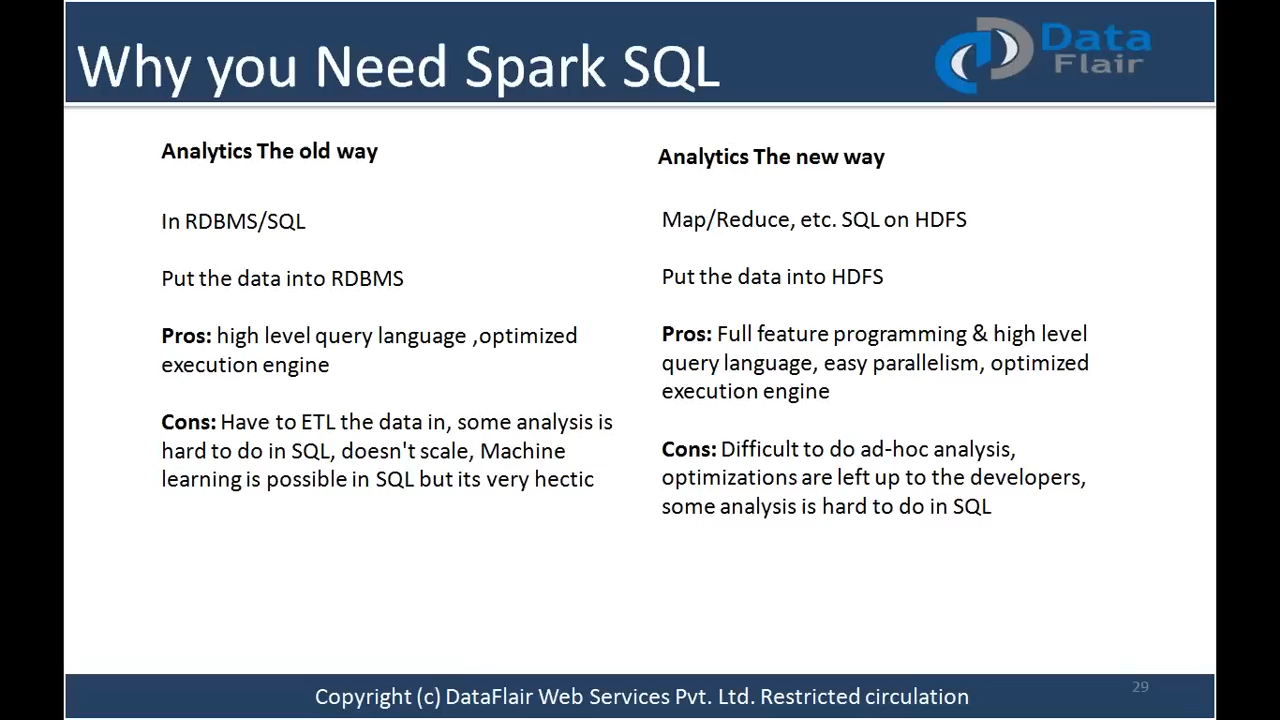 Why you Need Spark SQL
Data
Flair
Analytics The old way
In RDBMS/SQL
Put the data into RDBMS
Pros: high level query language ,optimized
execution engine
Cons: Have to ETL the data in, some analysis is
hard to do in SQL, doesn't scale, Machine
learning is possible in SQL but its very hectic
Analytics The new way
Map/Reduce, etc. SQL on HDFS
Put the data into HDFS
Pros: Full feature programming & high level
query language, easy parallelism, optimized
execution engine
Cons: Difficult to do ad-hoc analysis,
optimizations are left up to the developers,
some analysis is hard to do in SQL
Copyright (c) DataFlair Web Services Pvt. Ltd. Restricted circulation
29